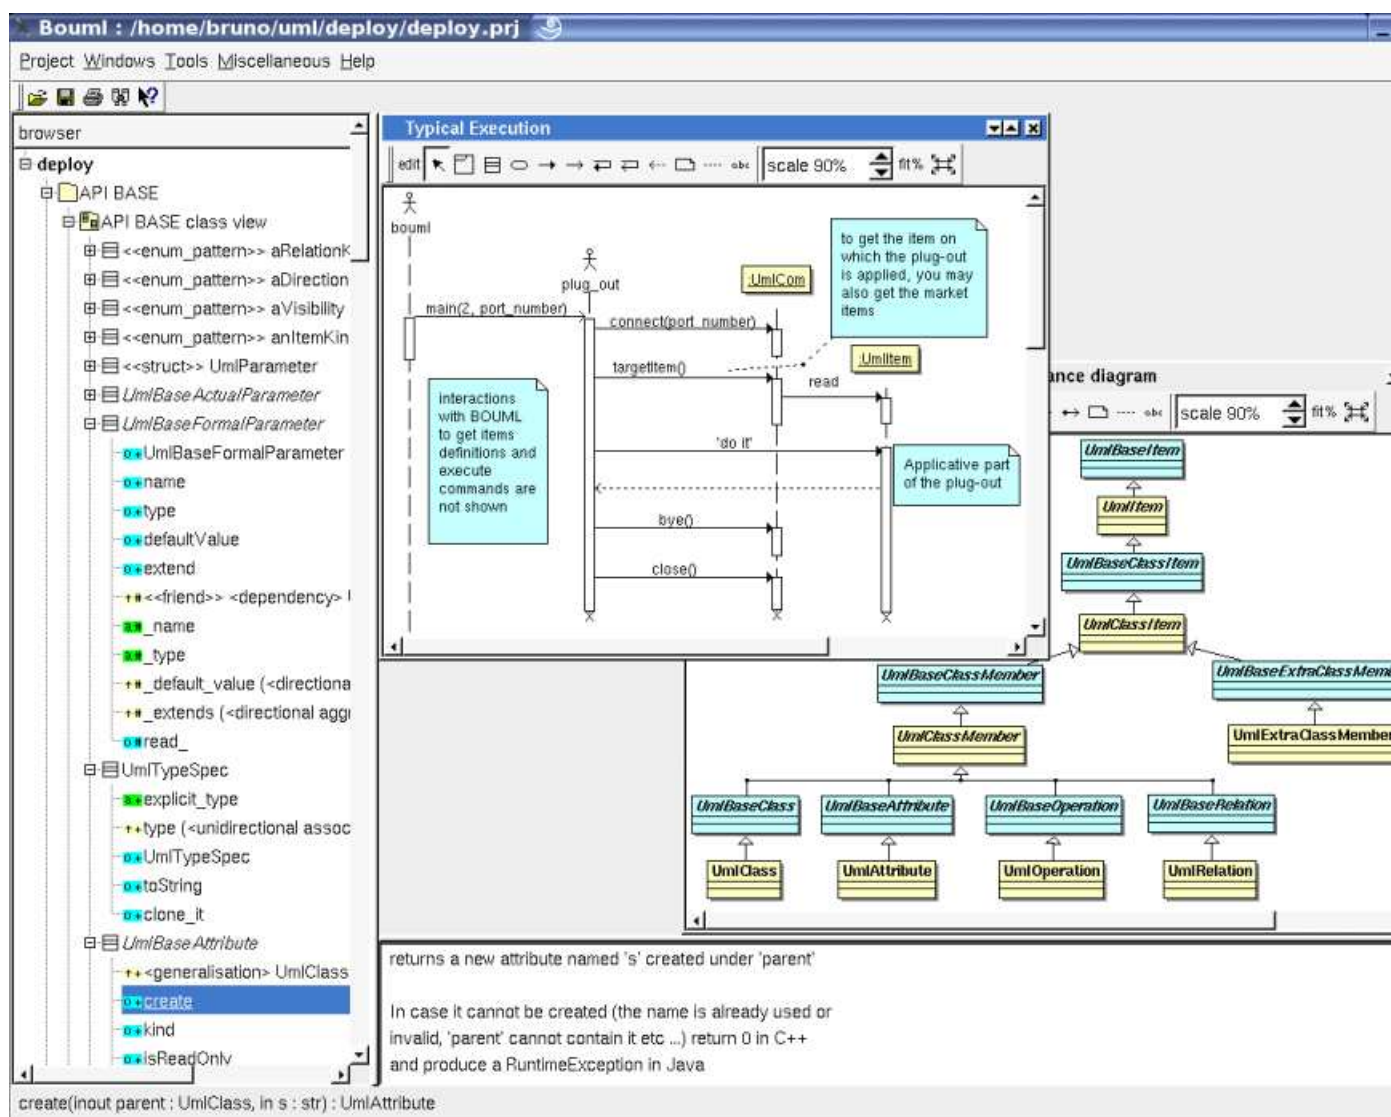 Bouml : /home/bruno/uml/deploy/deploy.prj
Project Windows Tools Miscellaneous Help
browser
deploy
API BASE
API BASE class view
<<enum_pattern>> aRelationK
<<enum_pattern>> aDirection
<<enum_pattern>> aVisibility
<<enum_pattern>> anItemKin
<<struct>> UmlParameter
UmlBaseActualParameter
UmlBaseFormalParameter
UmlBaseFormalParameter
name
type
defaultValue
extend
<<friend>> <dependency>
_name
_type
_default_value (<directiona
_extends (<directional aggr
read_
UmlTypeSpec
explicit_type
type (<unidirectional assoc
UmlTypeSpec
toString
clone_it
UmlBaseAttribute
<generalisation> UmlClass
create
kind
isReadOnly
Typical Execution
edit
abc
scale 90%
fit%
bouml
plug_out
:UmlCom
to get the item on
which the plug-out
is applied, you may
also get the market
items
main(2, port_number)
connect(port_number)
:UmlItem
targetItem()
read
interactions
with BOUML
to get items
definitions and
execute
commands are
not shown
'do it'
Applicative part
of the plug-out
bye()
close()
ance diagram
abc
scale 90%
fit%
UmlBaseItem
UmlItem
UmlBaseClassItem
UmlClassItem
UmlBaseClassMember
UmlBaseExtraClassMem
UmlClassMember
UmlExtraClassMember
UmlBaseClass
UmlBaseAttribute
UmlBaseOperation
UmlBaseRelation
UmlClass
UmlAttribute
UmlOperation
UmlRelation
returns a new attribute named 's' created under 'parent'
In case it cannot be created (the name is already used or
invalid, 'parent' cannot contain it etc ...) return 0 in C++
and produce a RuntimeException in Java
create(inout parent : UmlClass, in s : str) : UmlAttribute